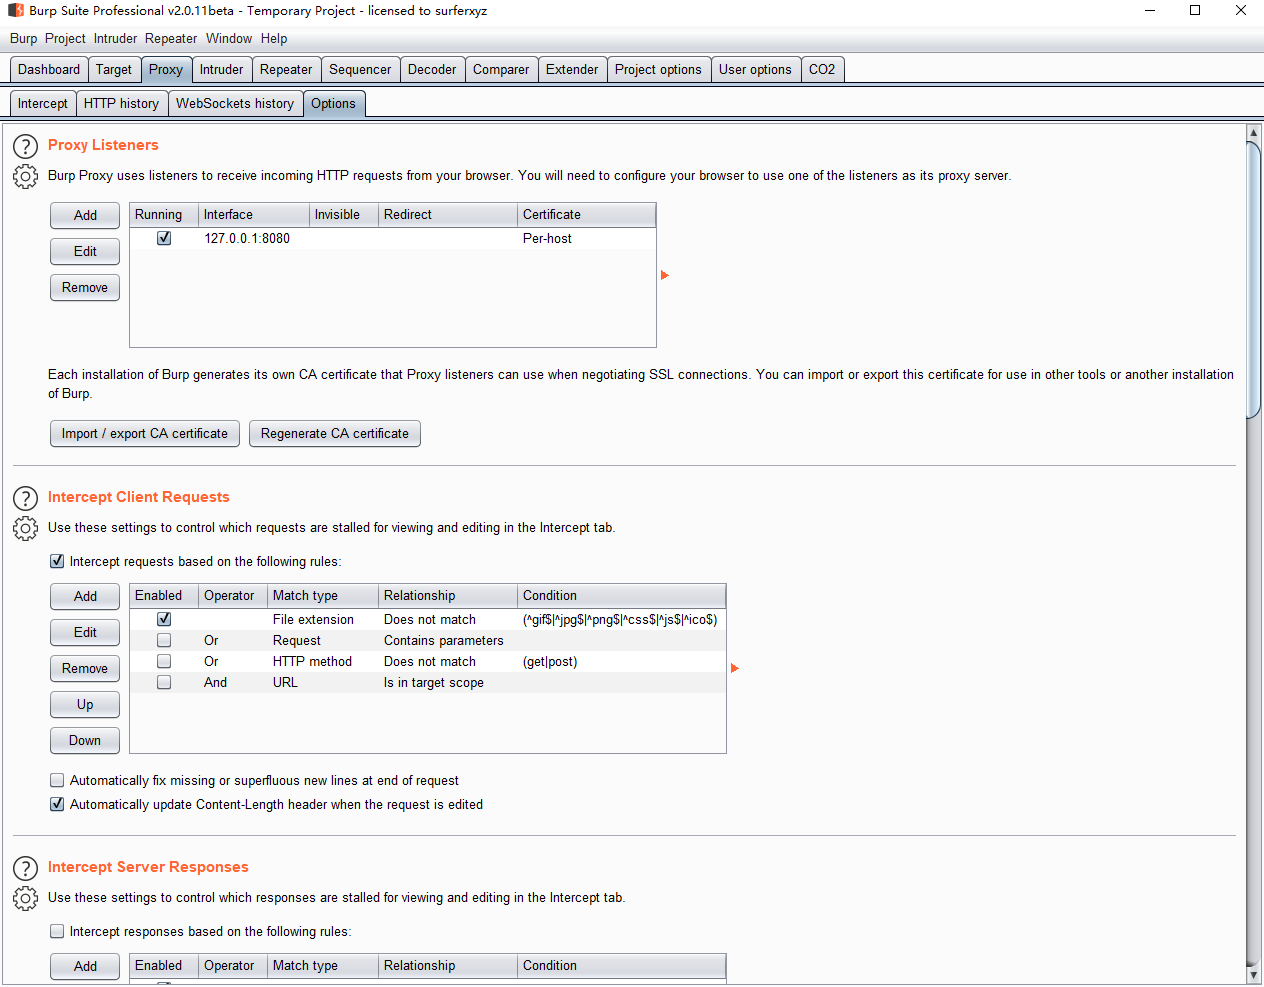 Burp Suite Professional v2.0.11beta - Temporary Project - licensed to surferxyz
Burp Project Intruder Repeater Window Help
Dashboard Target Proxy Intruder Repeater Sequencer Decoder Comparer Extender Project options User options CO2
Intercept HTTP history WebSockets history Options
? Proxy Listeners
Burp Proxy uses listeners to receive incoming HTTP requests from your browser. You will need to configure your browser to use one of the listeners as its proxy server.
Add Running Interface Invisible Redirect Certificate
127.0.0.1:8080 Per-host
Edit
Remove
Each installation of Burp generates its own CA certificate that Proxy listeners can use when negotiating SSL connections. You can import or export this certificate for use in other tools or another installation
of Burp.
Import / export CA certificate Regenerate CA certificate
? Intercept Client Requests
Use these settings to control which requests are stalled for viewing and editing in the Intercept tab.
Intercept requests based on the following rules:
Add Enabled Operator Match type Relationship Condition
File extension Does not match (^gif$|^jpg$|^png$|^css$|^js$|^ico$)
Edit Or Request Contains parameters
Remove Or HTTP method Does not match (get|post)
And URL Is in target scope
Up
Down
Automatically fix missing or superfluous new lines at end of request
Automatically update Content-Length header when the request is edited
? Intercept Server Responses
Use these settings to control which responses are stalled for viewing and editing in the Intercept tab.
Intercept responses based on the following rules:
Add Enabled Operator Match type Relationship Condition